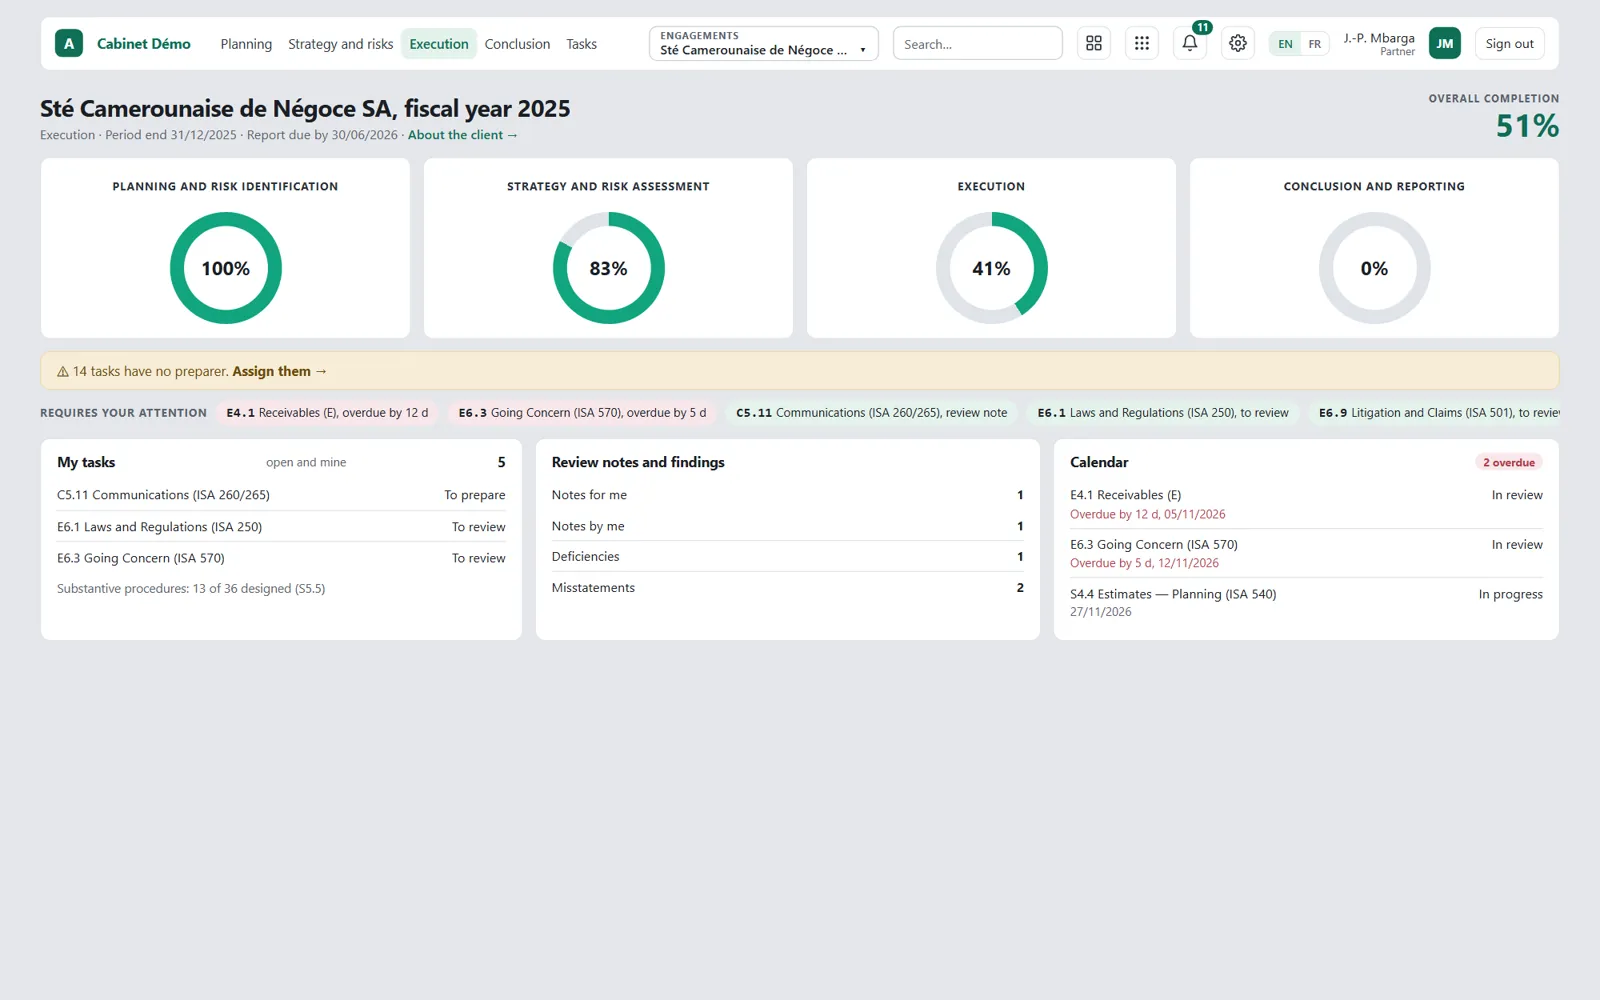 A Cabinet Démo Planning Strategy and risks Execution Conclusion Tasks
ENGAGEMENTS
Sté Camerounaise de Négoce ...
Search...
11
EN FR
J.-P. Mbarga
Partner
JM
Sign out
Sté Camerounaise de Négoce SA, fiscal year 2025
Execution · Period end 31/12/2025 · Report due by 30/06/2026 · About the client →
OVERALL COMPLETION
51%
PLANNING AND RISK IDENTIFICATION
100%
STRATEGY AND RISK ASSESSMENT
83%
EXECUTION
41%
CONCLUSION AND REPORTING
0%
⚠ 14 tasks have no preparer. Assign them →
REQUIRES YOUR ATTENTION
E4.1 Receivables (E), overdue by 12 d
E6.3 Going Concern (ISA 570), overdue by 5 d
C5.11 Communications (ISA 260/265), review note
E6.1 Laws and Regulations (ISA 250), to review
E6.9 Litigation and Claims (ISA 501), to review
My tasks open and mine 5
C5.11 Communications (ISA 260/265) To prepare
E6.1 Laws and Regulations (ISA 250) To review
E6.3 Going Concern (ISA 570) To review
Substantive procedures: 13 of 36 designed (S5.5)
Review notes and findings
Notes for me 1
Notes by me 1
Deficiencies 1
Misstatements 2
Calendar 2 overdue
E4.1 Receivables (E) In review
Overdue by 12 d, 05/11/2026
E6.3 Going Concern (ISA 570) In review
Overdue by 5 d, 12/11/2026
S4.4 Estimates — Planning (ISA 540) In progress
27/11/2026